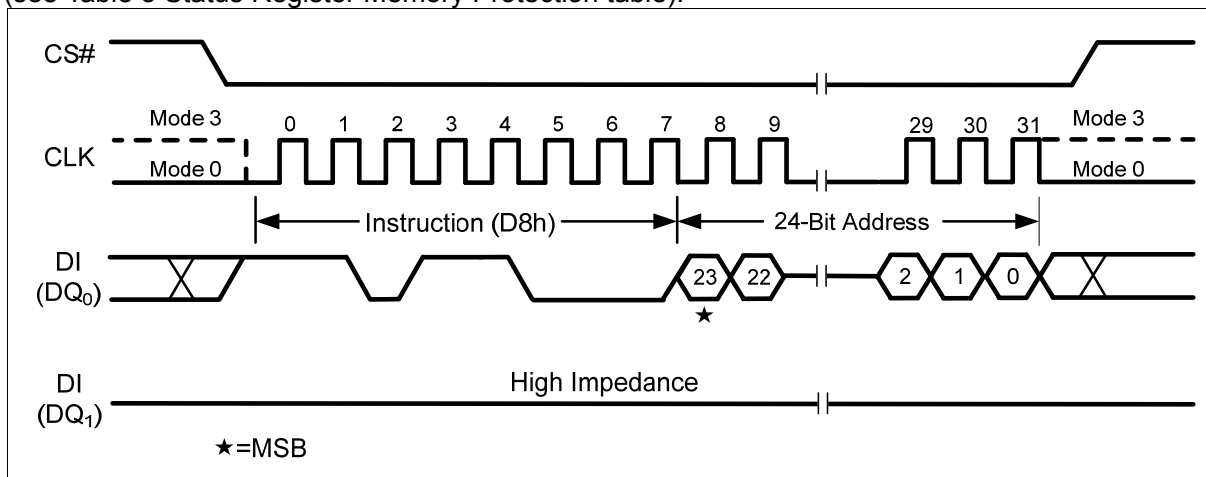 (see Table 3 Status Register Memory Protection table).
CS#
Mode 3
0 1 2 3 4 5 6 7 8 9 29 30 31
Mode 3
CLK
Mode 0
Mode 0
Instruction (D8h)
24-Bit Address
DI
(DQ0)
23 22 2 1 0
★
DI
(DQ1)
High Impedance
★=MSB